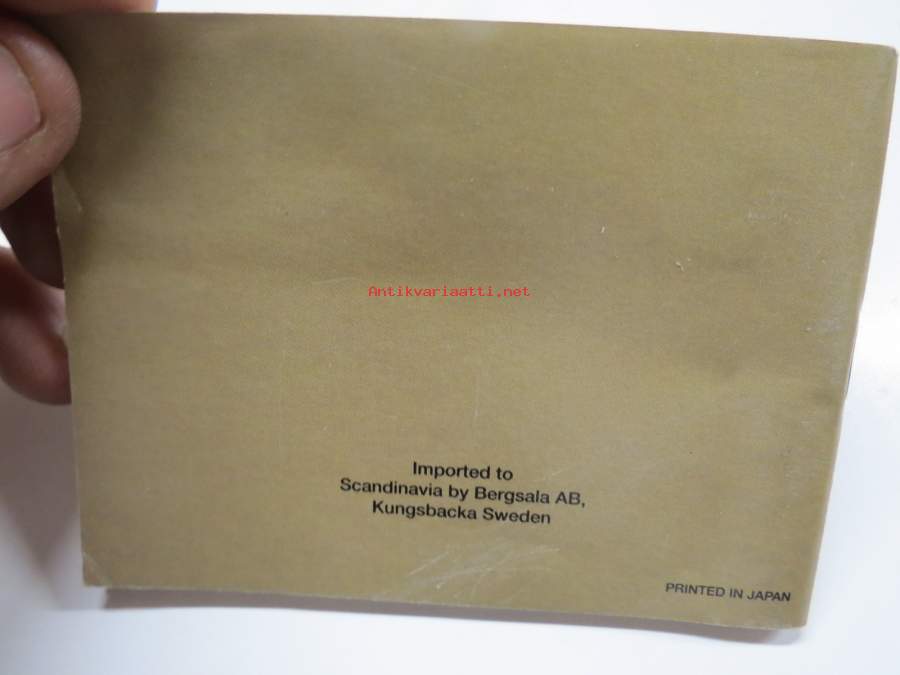 Antikvariaatti.net
Imported to
Scandinavia by Bergsala AB,
Kungsbacka Sweden
PRINTED IN JAPAN